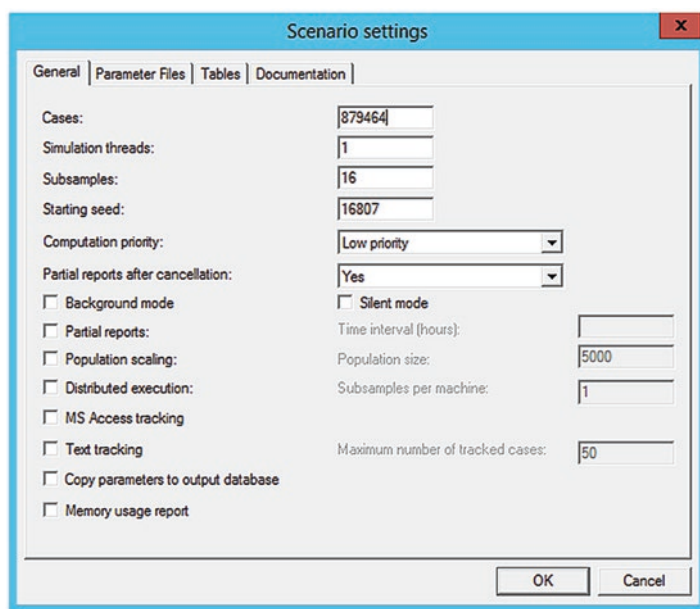 Scenario settings x
General Parameter Files Tables Documentation
Cases: 879464
Simulation threads: 1
Subsamples: 16
Starting seed: 16807
Computation priority: Low priority
Partial reports after cancellation: Yes
Background mode Silent mode
Partial reports: Time interval (hours):
Population scaling: Population size: 5000
Distributed execution: Subsamples per machine: 1
MS Access tracking
Text tracking Maximum number of tracked cases: 50
Copy parameters to output database
Memory usage report
OK Cancel